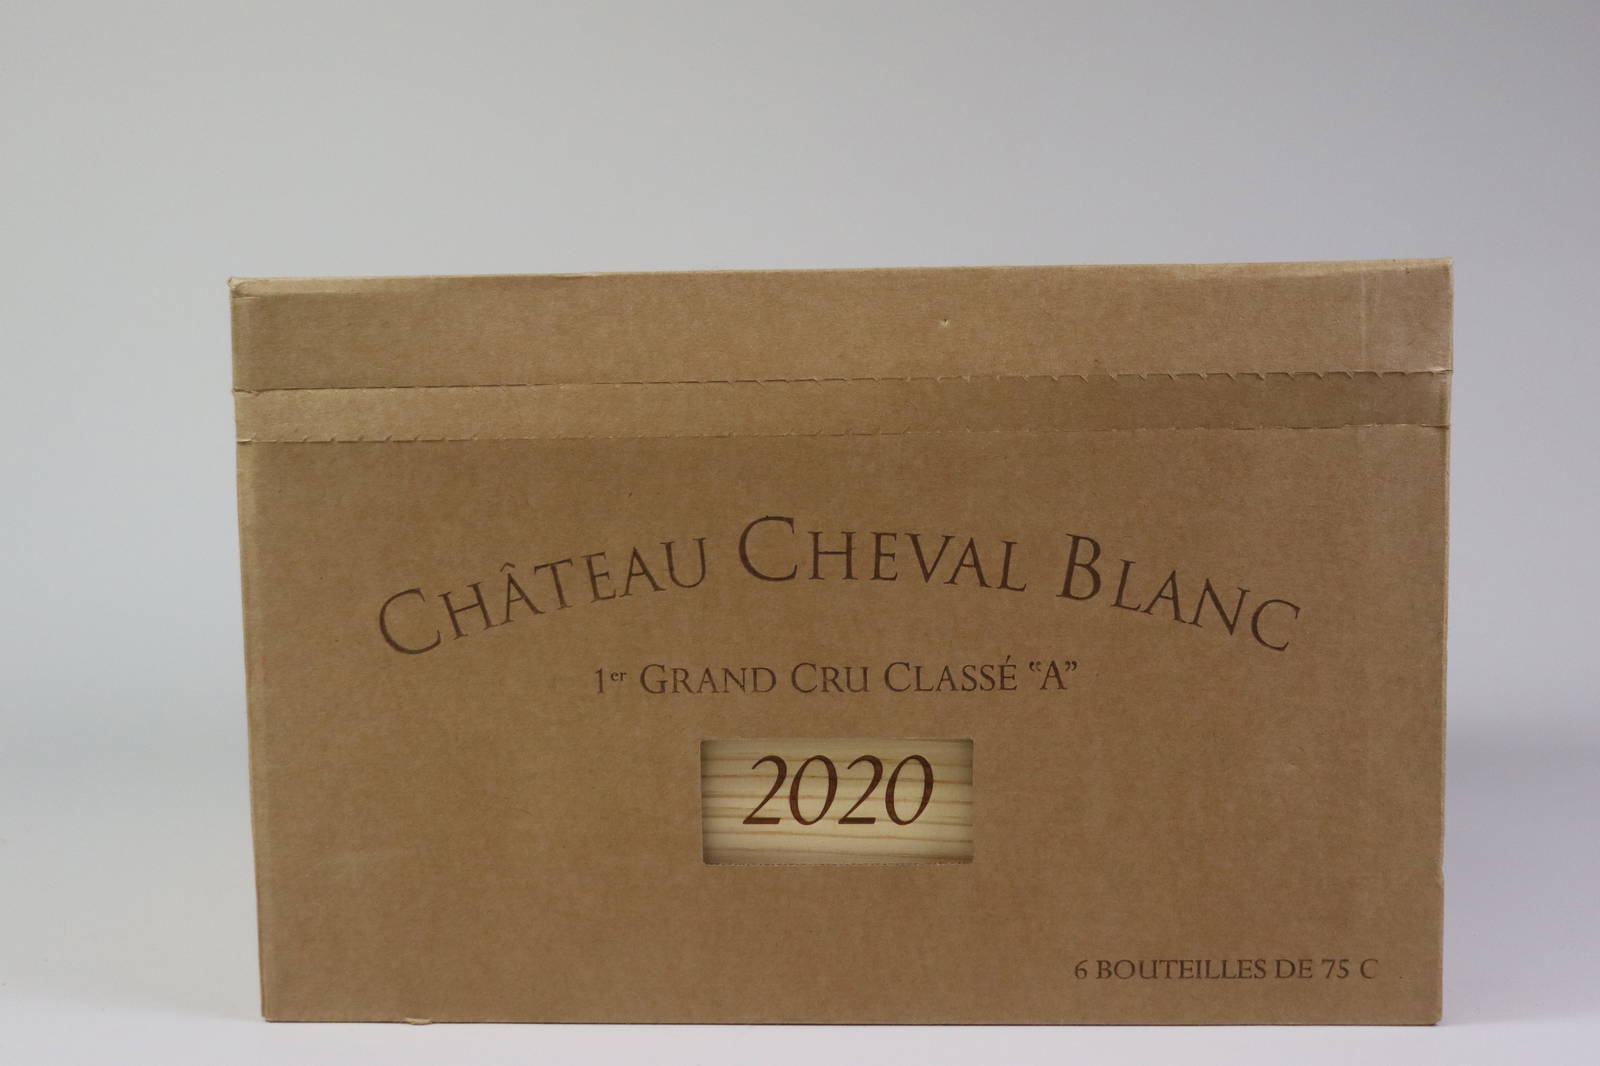 CHÂTEAU CHEVAL BLANC
1er GRAND CRU CLASSÉ "A"
2020
6 BOUTEILLES DE 75 C